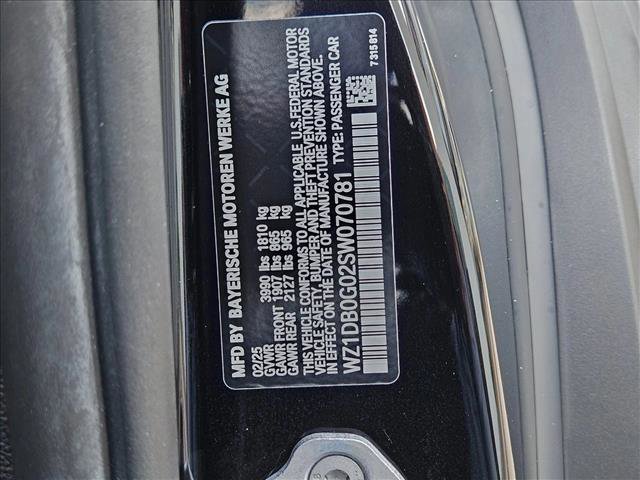 MFD BY BAYERISCHE MOTOREN WERKE AG
02/25
GVWR 3990 lbs 1810 kg
GAWR FRONT 1907 lbs 865 kg
GAWR REAR 2127 lbs 965 kg
THIS VEHICLE CONFORMS TO ALL APPLICABLE U.S.FEDERAL MOTOR
VEHICLE SAFETY, BUMPER AND THEFT PREVENTION STANDARDS
IN EFFECT ON THE DATE OF MANUFACTURE SHOWN ABOVE.
WZ1DB0G02SW070781 TYPE: PASSENGER CAR
7315814